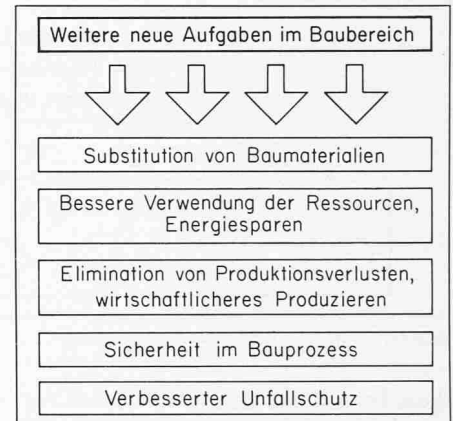 Weitere neue Aufgaben im Baubereich
Substitution von Baumaterialien
Bessere Verwendung der Ressourcen,
Energiesparen
Elimination von Produktionsverlusten,
wirtschaftlicheres Produzieren
Sicherheit im Bauprozess
Verbesserter Unfallschutz